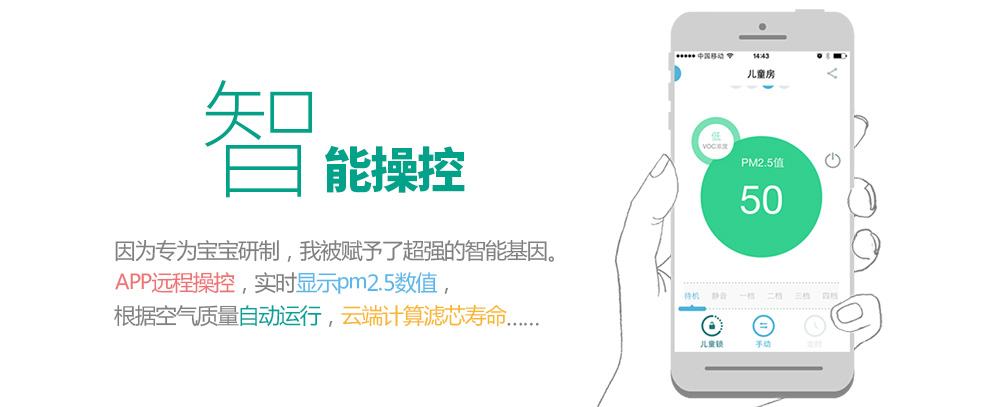 智能操控
因为专为宝宝研制，我被赋予了超强的智能基因。
APP远程操控，实时显示pm2.5数值，
根据空气质量自动运行，云端计算滤芯寿命......
中国移动 14:43
儿童房
低
VOC浓度
PM2.5值
50
待机 静音 一档 二档 三档 四档
儿童锁 手动 定时